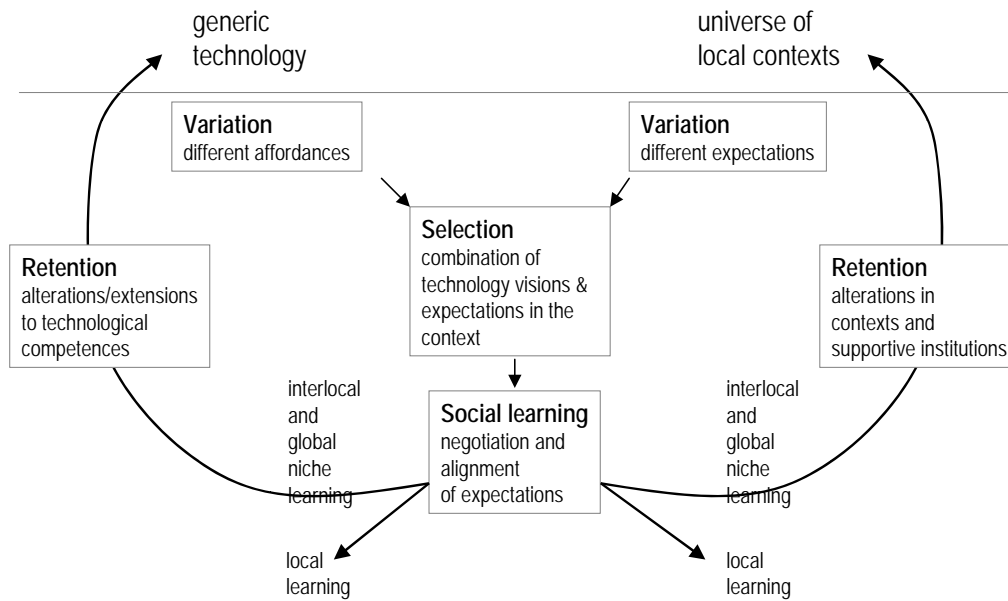 generic
technology
universe of
local contexts
Variation
different affordances
Variation
different expectations
Selection
combination of
technology visions &
expectations in the
context
Retention
alterations/extensions
to technological
competences
Retention
alterations in
contexts and
supportive institutions
interlocal
and
global
niche
learning
Social learning
negotiation and
alignment
of expectations
interlocal
and
global
niche
learning
local
learning
local
learning